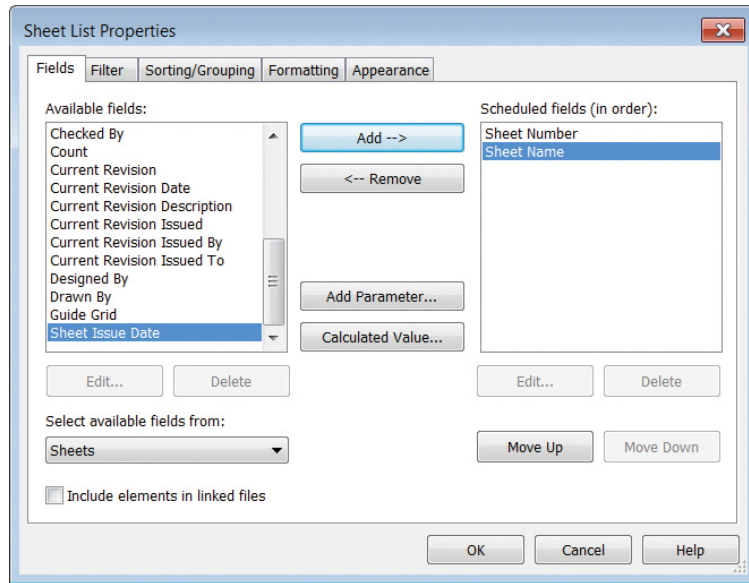 Sheet List Properties
Fields Filter Sorting/Grouping Formatting Appearance
Available fields:
Checked By
Count
Current Revision
Current Revision Date
Current Revision Description
Current Revision Issued
Current Revision Issued By
Current Revision Issued To
Designed By
Drawn By
Guide Grid
Sheet Issue Date
Add -->
<-- Remove
Add Parameter...
Calculated Value...
Scheduled fields (in order):
Sheet Number
Sheet Name
Edit... Delete
Edit... Delete
Select available fields from:
Sheets
Move Up Move Down
Include elements in linked files
OK Cancel Help